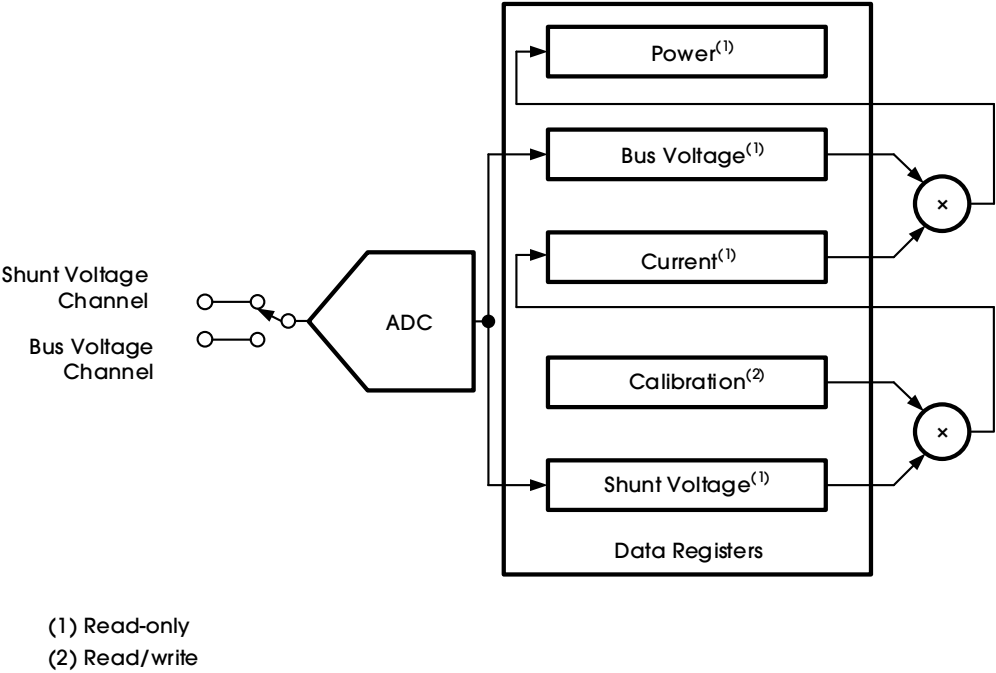 Power(1)
Bus Voltage(1)
×
Current(1)
Shunt Voltage
Channel
ADC
Bus Voltage
Channel
Calibration(2)
×
Shunt Voltage(1)
Data Registers
(1) Read-only
(2) Read/write